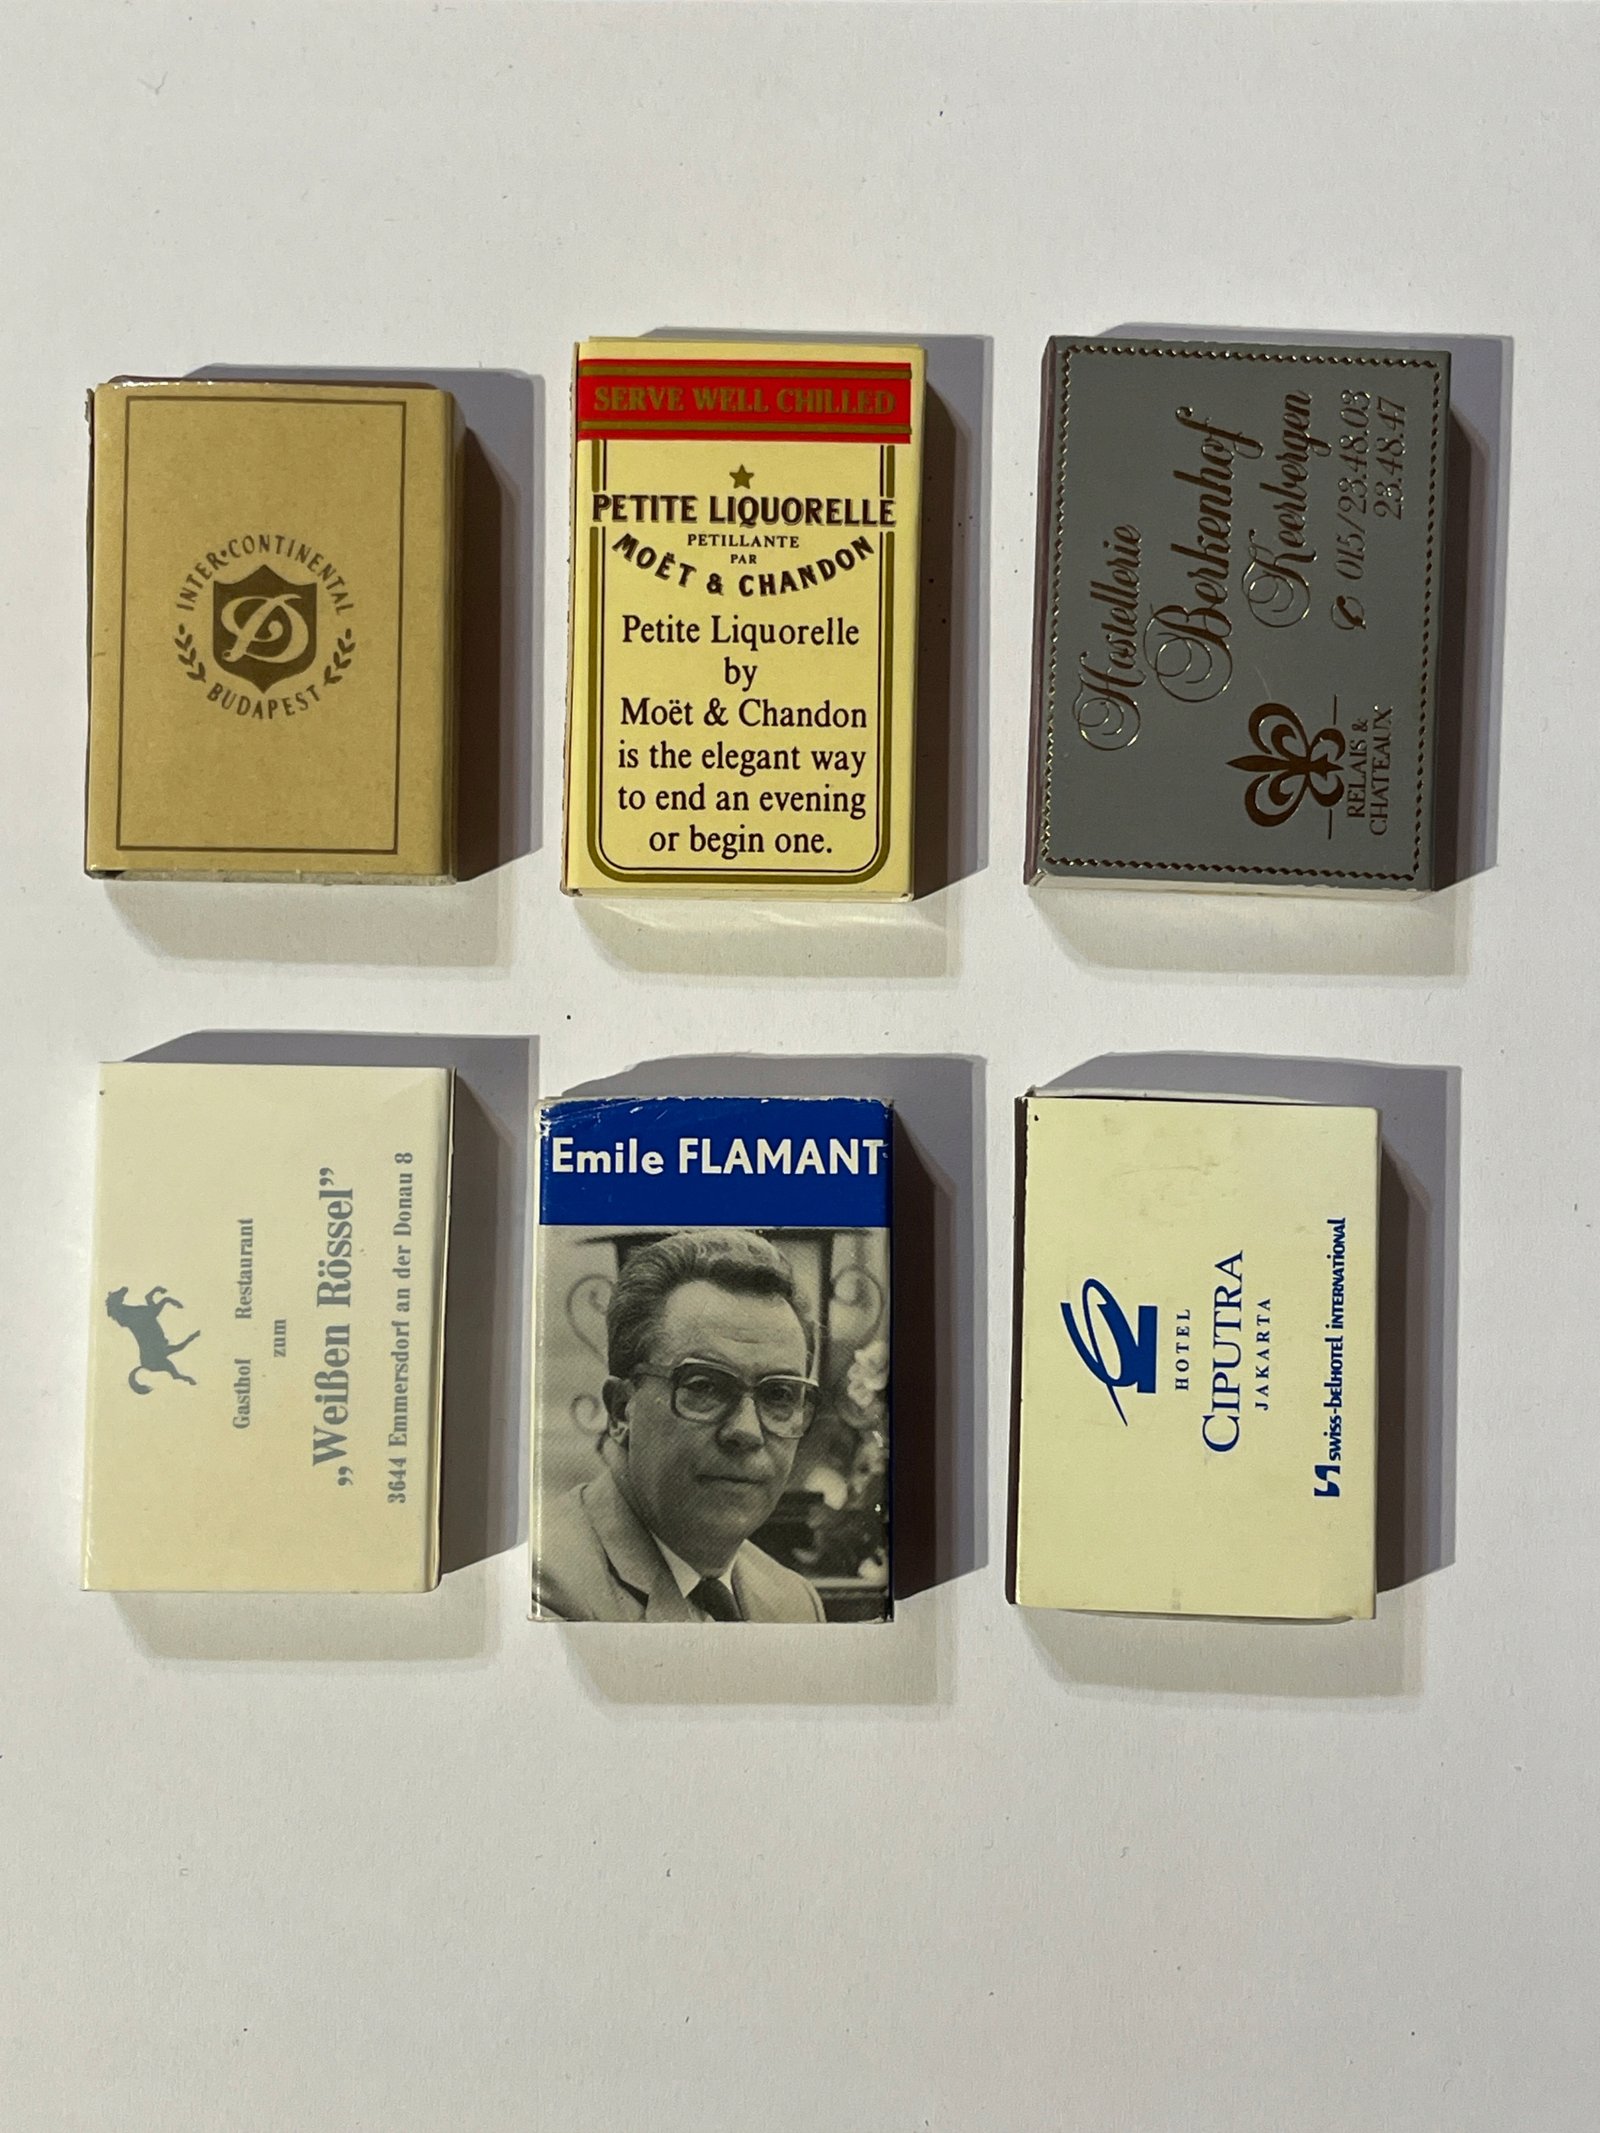 INTER•CONTINENTAL
BUDAPEST
SERVE WELL CHILLED
PETITE LIQUORELLE
PETILLANTE
PAR
MOËT & CHANDON
Petite Liquorelle
by
Moët & Chandon
is the elegant way
to end an evening
or begin one.
Hostellerie
Berkenhof
Keerbergen
✆ 015/23.48.03
23.48.47
RELAIS &
CHATEAUX
Gasthof Restaurant
zum
„Weißen Rössel”
3644 Emmersdorf an der Donau 8
Emile FLAMANT
HOTEL
CIPUTRA
JAKARTA
swiss-belHOTEL INTERNATIONAL